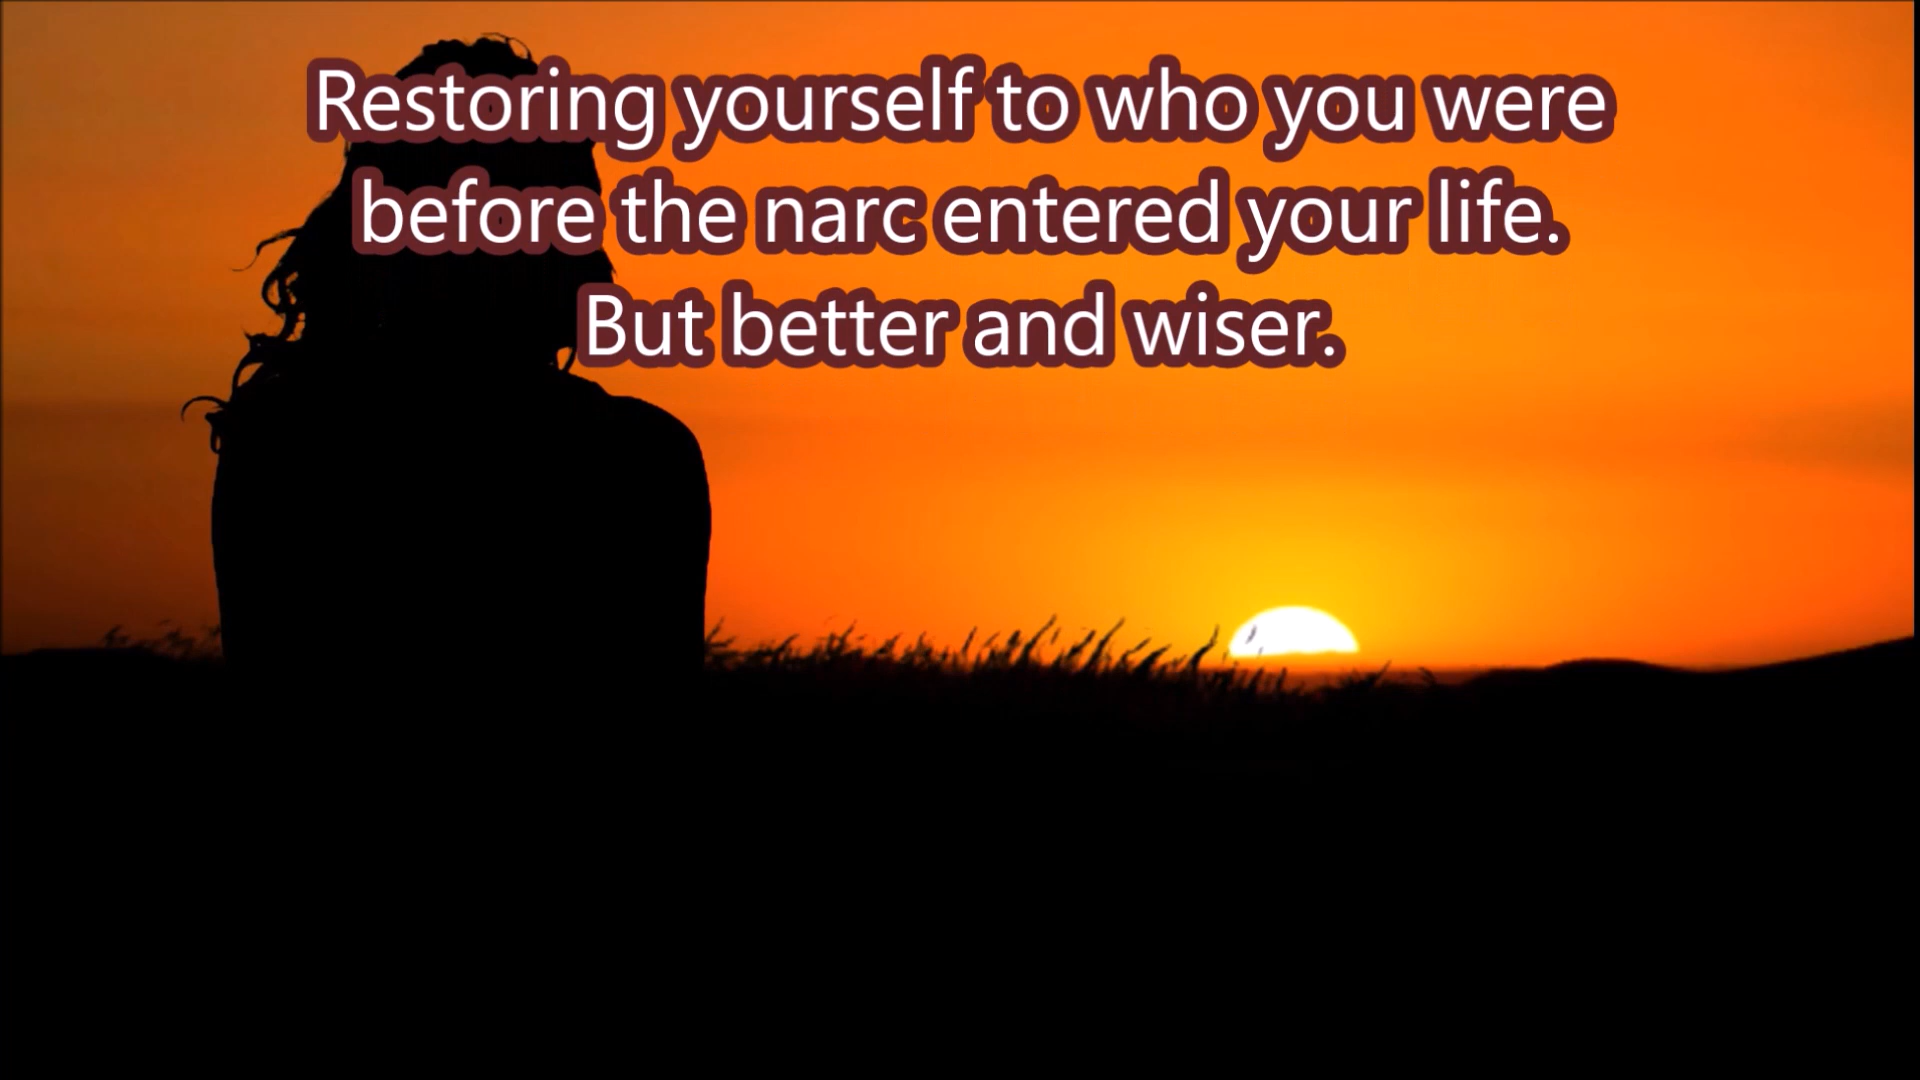 Restoring yourself to who you were
before the narc entered your life.
But better and wiser.